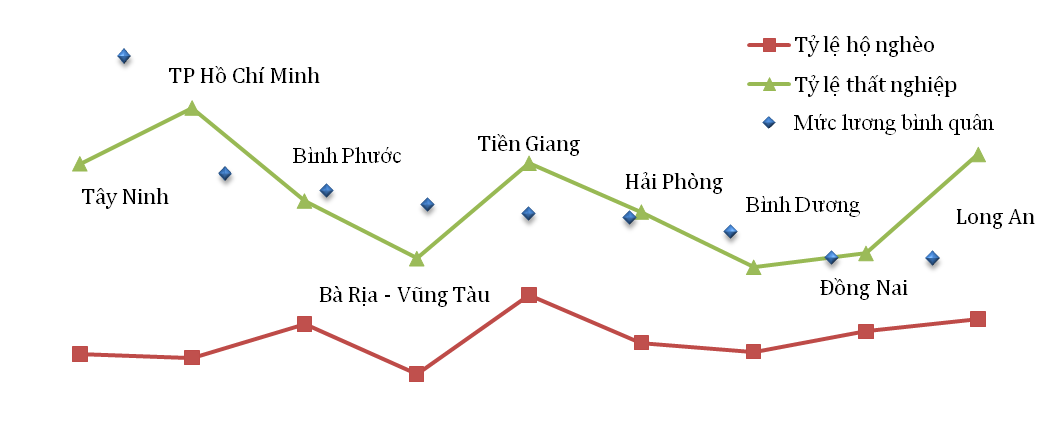 Tỷ lệ hộ nghèo
Tỷ lệ thất nghiệp
Mức lương bình quân
TP Hồ Chí Minh
Tiền Giang
Bình Phước
Hải Phòng
Tây Ninh
Bình Dương
Long An
Đồng Nai
Bà Rịa - Vũng Tàu